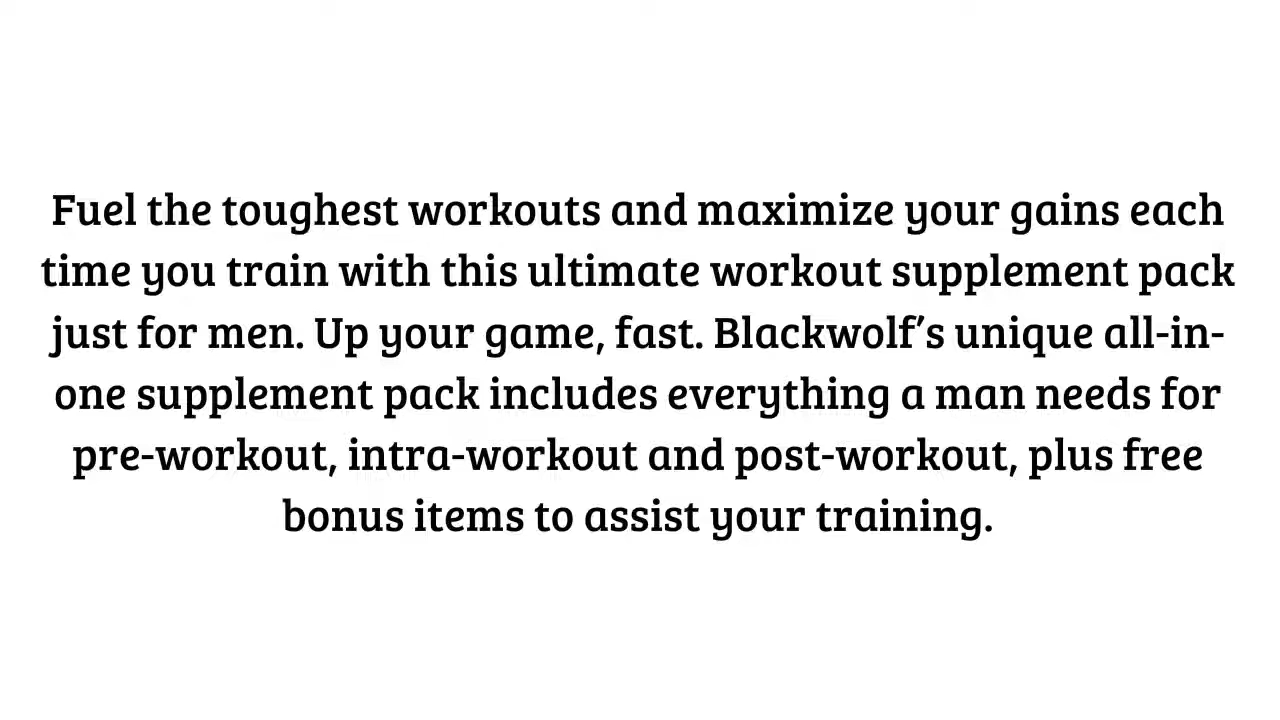 Fuel the toughest workouts and maximize your gains each
time you train with this ultimate workout supplement pack
just for men. Up your game, fast. Blackwolf’s unique all-in-
one supplement pack includes everything a man needs for
pre-workout, intra-workout and post-workout, plus free
bonus items to assist your training.